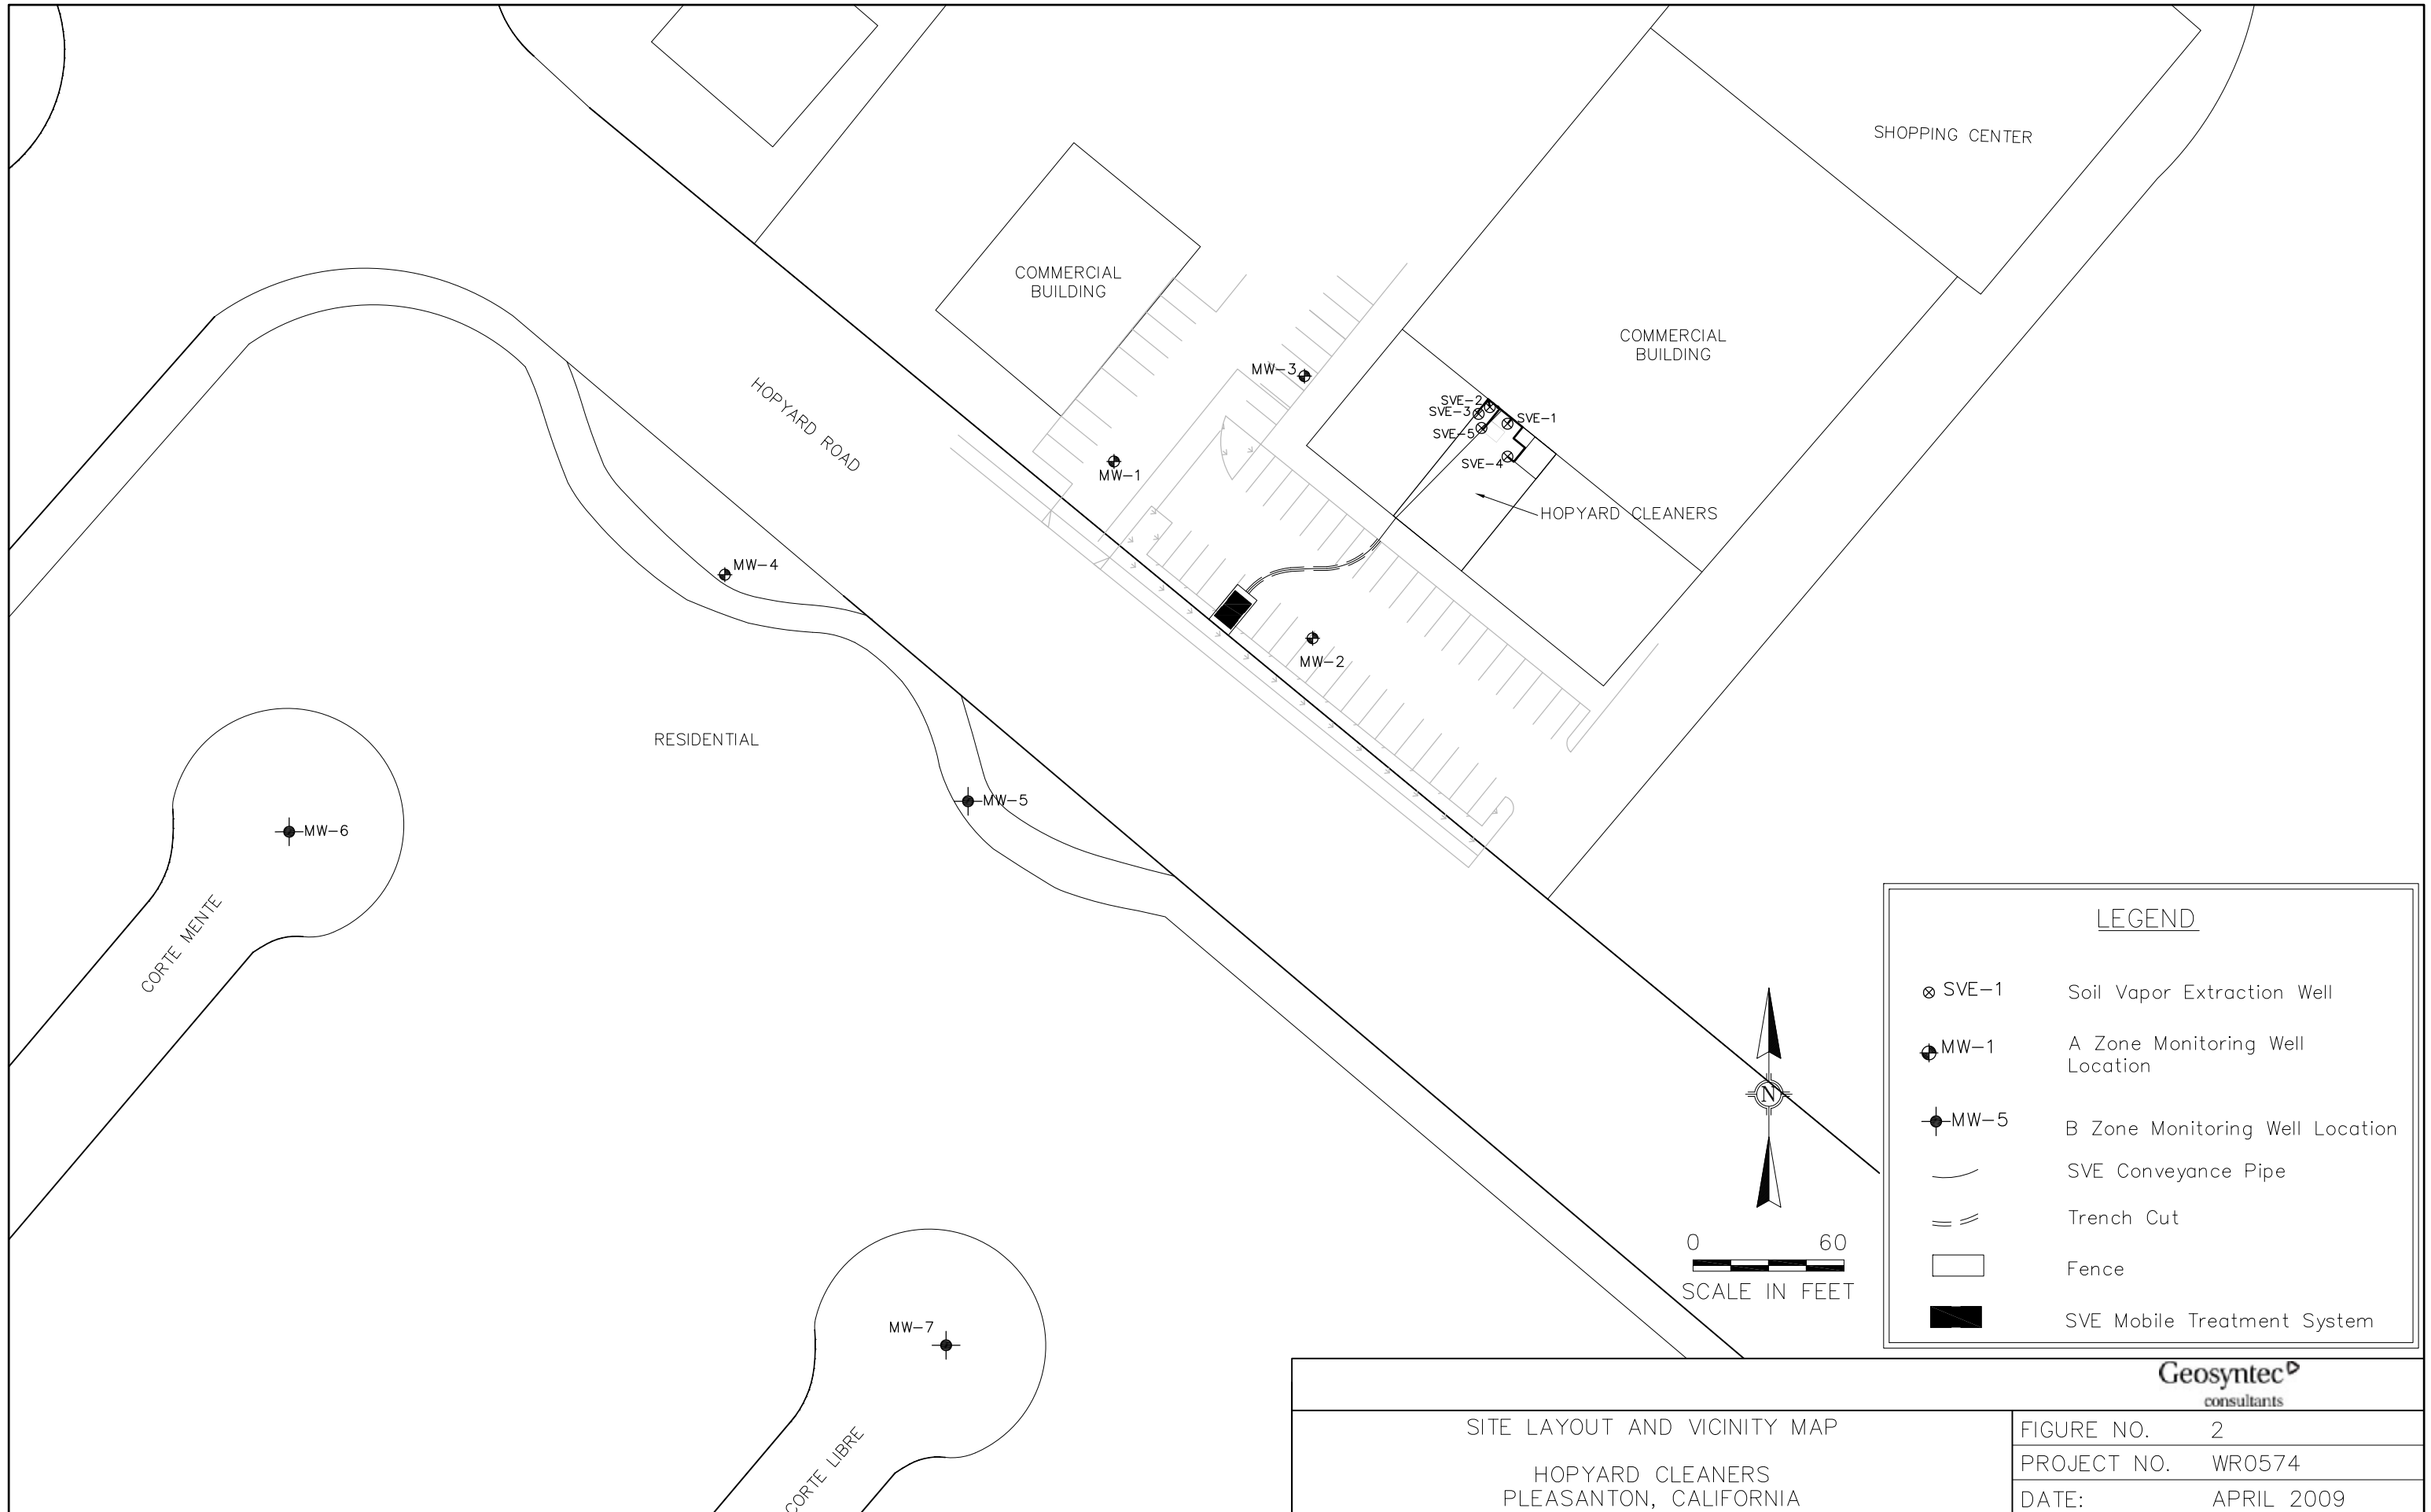 SHOPPING CENTER
COMMERCIAL
BUILDING
COMMERCIAL
BUILDING
HOPYARD ROAD
MW-3
SVE-2
SVE-3
SVE-1
SVE-5
SVE-4
MW-1
HOPYARD CLEANERS
MW-4
MW-2
RESIDENTIAL
MW-5
MW-6
CORTE MENTE
MW-7
CORTE LIBRE
N
0 60
SCALE IN FEET
LEGEND
SVE-1 Soil Vapor Extraction Well
MW-1 A Zone Monitoring Well
Location
MW-5 B Zone Monitoring Well Location
SVE Conveyance Pipe
Trench Cut
Fence
SVE Mobile Treatment System
Geosyntec
consultants
SITE LAYOUT AND VICINITY MAP
HOPYARD CLEANERS
PLEASANTON, CALIFORNIA
FIGURE NO. 2
PROJECT NO. WR0574
DATE: APRIL 2009